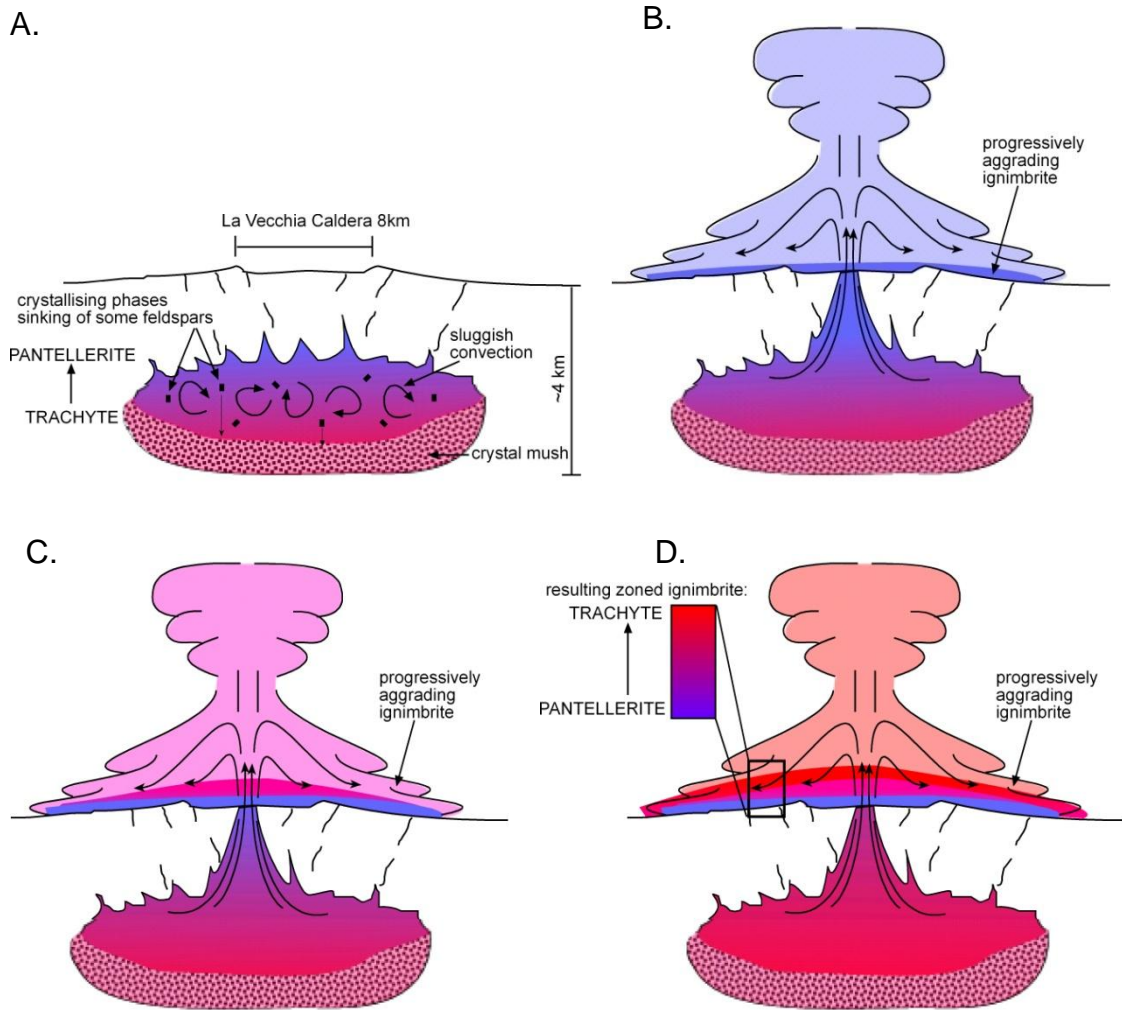 A.
La Vecchia Caldera 8km
crystallising phases
sinking of some feldspars
PANTELLERITE
TRACHYTE
sluggish
convection
~4 km
crystal mush
B.
progressively
aggrading
ignimbrite
C.
progressively
aggrading
ignimbrite
D.
resulting zoned ignimbrite:
TRACHYTE
PANTELLERITE
progressively
aggrading
ignimbrite